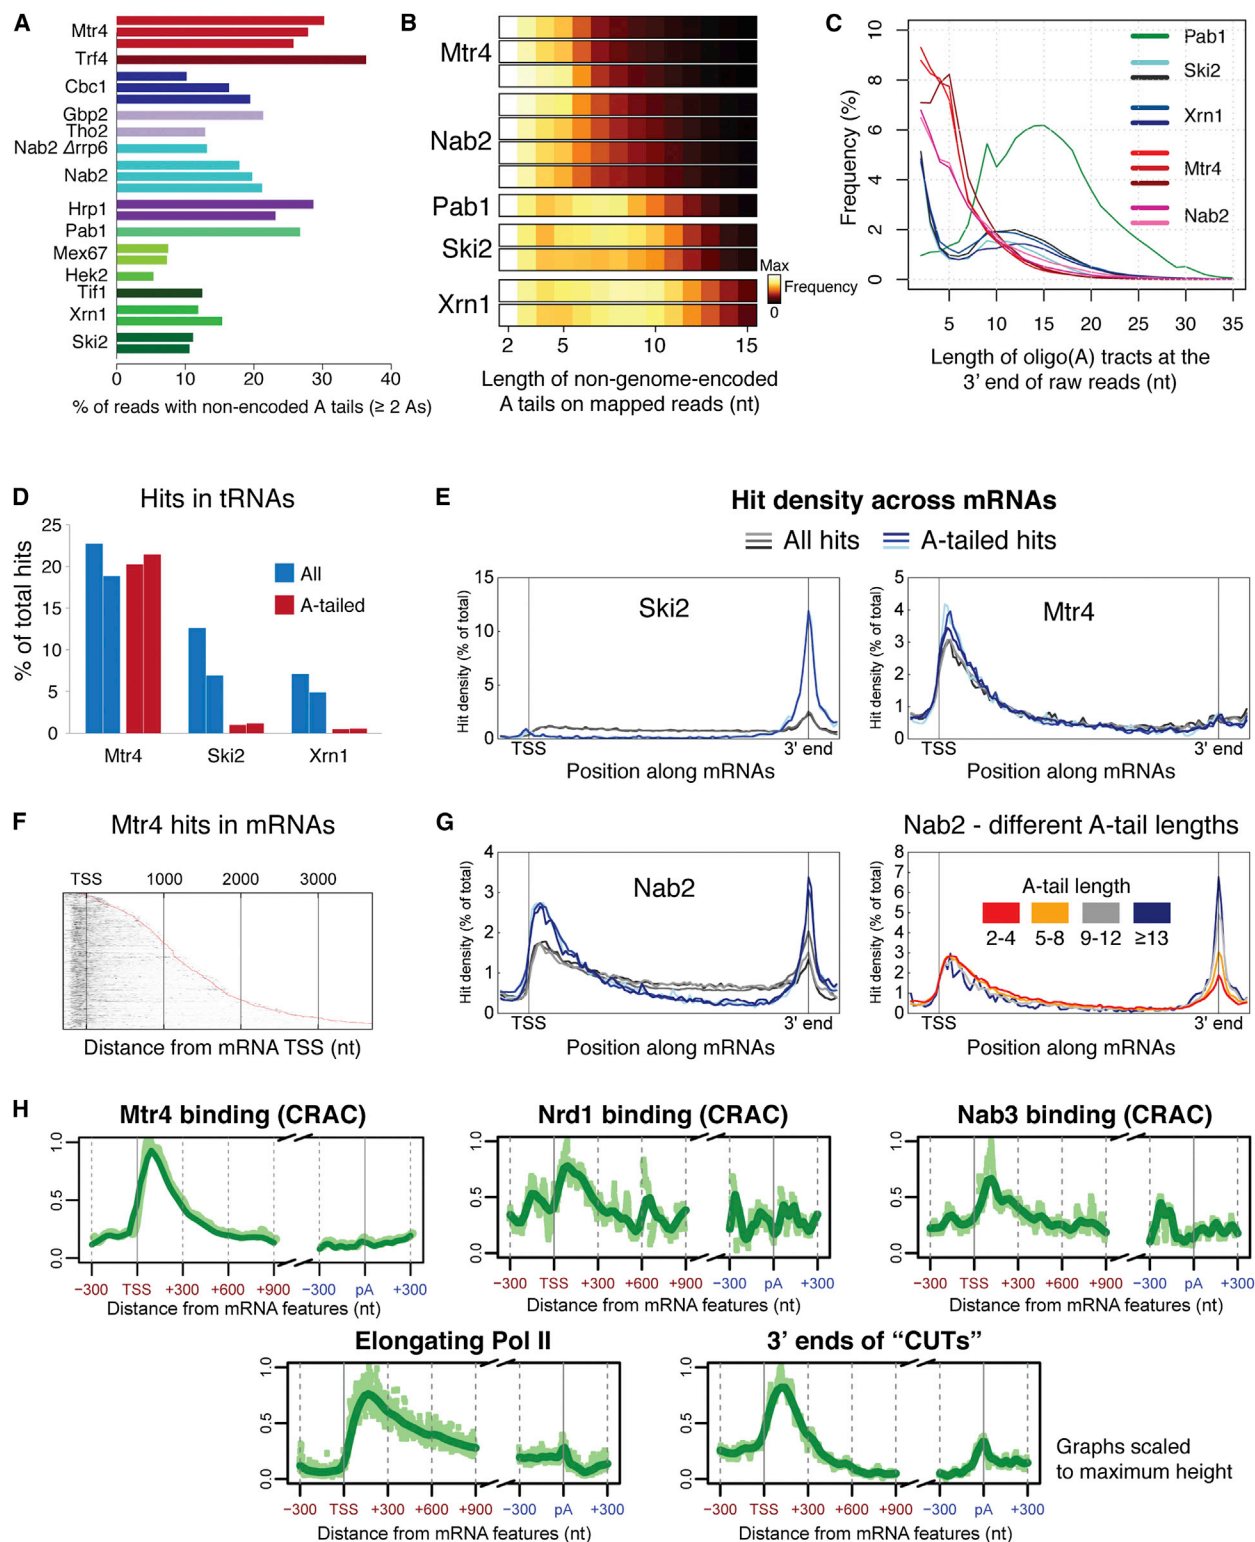 A
Mtr4
Trf4
Cbc1
Gbp2
Tho2
Nab2 Δrrp6
Nab2
Hrp1
Pab1
Mex67
Hek2
Tif1
Xrn1
Ski2
0 10 20 30 40
% of reads with non-encoded A tails (≥ 2 As)
B
Mtr4
Nab2
Pab1
Ski2
Xrn1
Max
Frequency
0
2 5 10 15
Length of non-genome-encoded
A tails on mapped reads (nt)
C
Frequency (%)
10
8
6
4
2
0
Pab1
Ski2
Xrn1
Mtr4
Nab2
5 10 15 20 25 30 35
Length of oligo(A) tracts at the
3’ end of raw reads (nt)
D
Hits in tRNAs
% of total hits
25
20
15
10
5
0
All
A-tailed
Mtr4 Ski2 Xrn1
E
Hit density across mRNAs
All hits A-tailed hits
Hit density (% of total)
15
10
5
0
Ski2
TSS 3' end
Position along mRNAs
Hit density (% of total)
5
4
3
2
1
0
Mtr4
TSS 3' end
Position along mRNAs
F
Mtr4 hits in mRNAs
TSS 1000 2000 3000
Distance from mRNA TSS (nt)
G
Hit density (% of total)
4
3
2
1
0
Nab2
TSS 3' end
Position along mRNAs
Nab2 - different A-tail lengths
Hit density (% of total)
8
7
6
5
4
3
2
1
0
A-tail length
2-4 5-8 9-12 ≥13
TSS 3' end
Position along mRNAs
H
Mtr4 binding (CRAC)
1.0
0.5
0.0
−300 TSS +300 +600 +900 −300 pA +300
Distance from mRNA features (nt)
Nrd1 binding (CRAC)
1.0
0.5
0.0
−300 TSS +300 +600 +900 −300 pA +300
Distance from mRNA features (nt)
Nab3 binding (CRAC)
1.0
0.5
0.0
−300 TSS +300 +600 +900 −300 pA +300
Distance from mRNA features (nt)
Elongating Pol II
1.0
0.5
0.0
−300 TSS +300 +600 +900 −300 pA +300
Distance from mRNA features (nt)
3’ ends of “CUTs”
1.0
0.5
0.0
−300 TSS +300 +600 +900 −300 pA +300
Distance from mRNA features (nt)
Graphs scaled
to maximum height